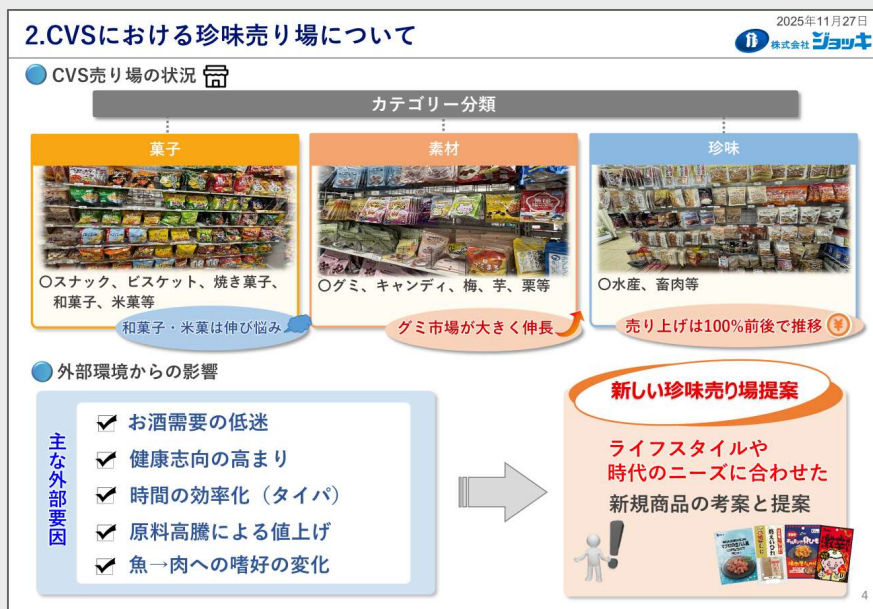 2.CVSにおける珍味売り場について
2025年11月27日
株式会社ジョッキ
CVS売り場の状況
カテゴリー分類
菓子
素材
珍味
〇スナック、ビスケット、焼き菓子、
和菓子、米菓等
〇グミ、キャンディ、梅、芋、栗等
〇水産、畜肉等
和菓子・米菓は伸び悩み
グミ市場が大きく伸長
売り上げは100%前後で推移
¥
外部環境からの影響
主な外部要因
お酒需要の低迷
健康志向の高まり
時間の効率化（タイパ）
原料高騰による値上げ
魚→肉への嗜好の変化
新しい珍味売り場提案
ライフスタイルや
時代のニーズに合わせた
新規商品の考案と提案
4